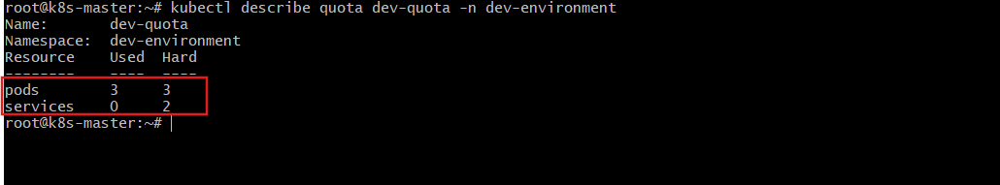 root@k8s-master:~# kubectl describe quota dev-quota -n dev-environment
Name:       dev-quota
Namespace:  dev-environment
Resource    Used  Hard
--------    ----  ----
pods        3     3
services    0     2
root@k8s-master:~#